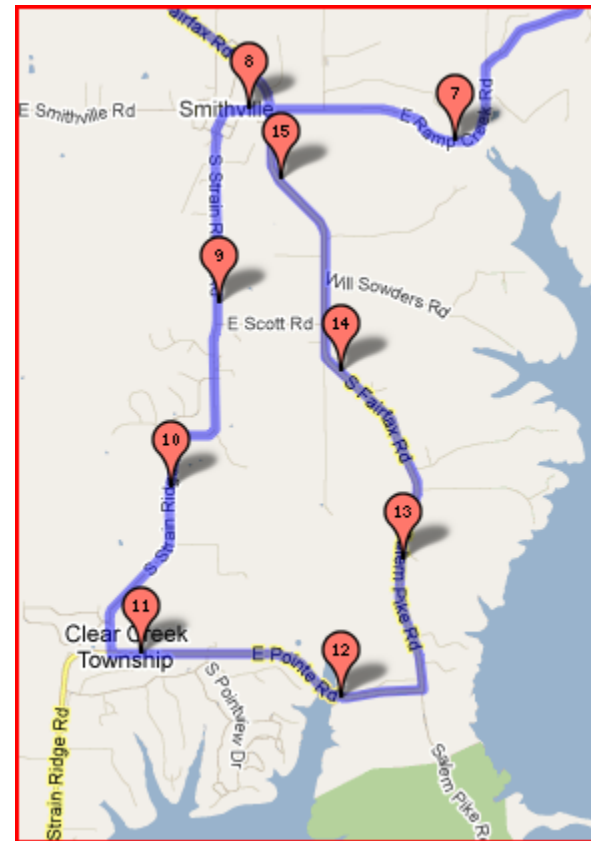 Fairfax Rd
8
7
E Smithville Rd
Smithville
E Ramp Creek Rd
15
S Strain R
9
Will Sowders Rd
E Scott Rd
14
S Fairfax Rd
10
S Strain Ridge
13
lem Pike Rd
11
Clear Creek
Township
E Pointe Rd
12
S Pointview Dr
Strain Ridge Rd
Salem Pike R